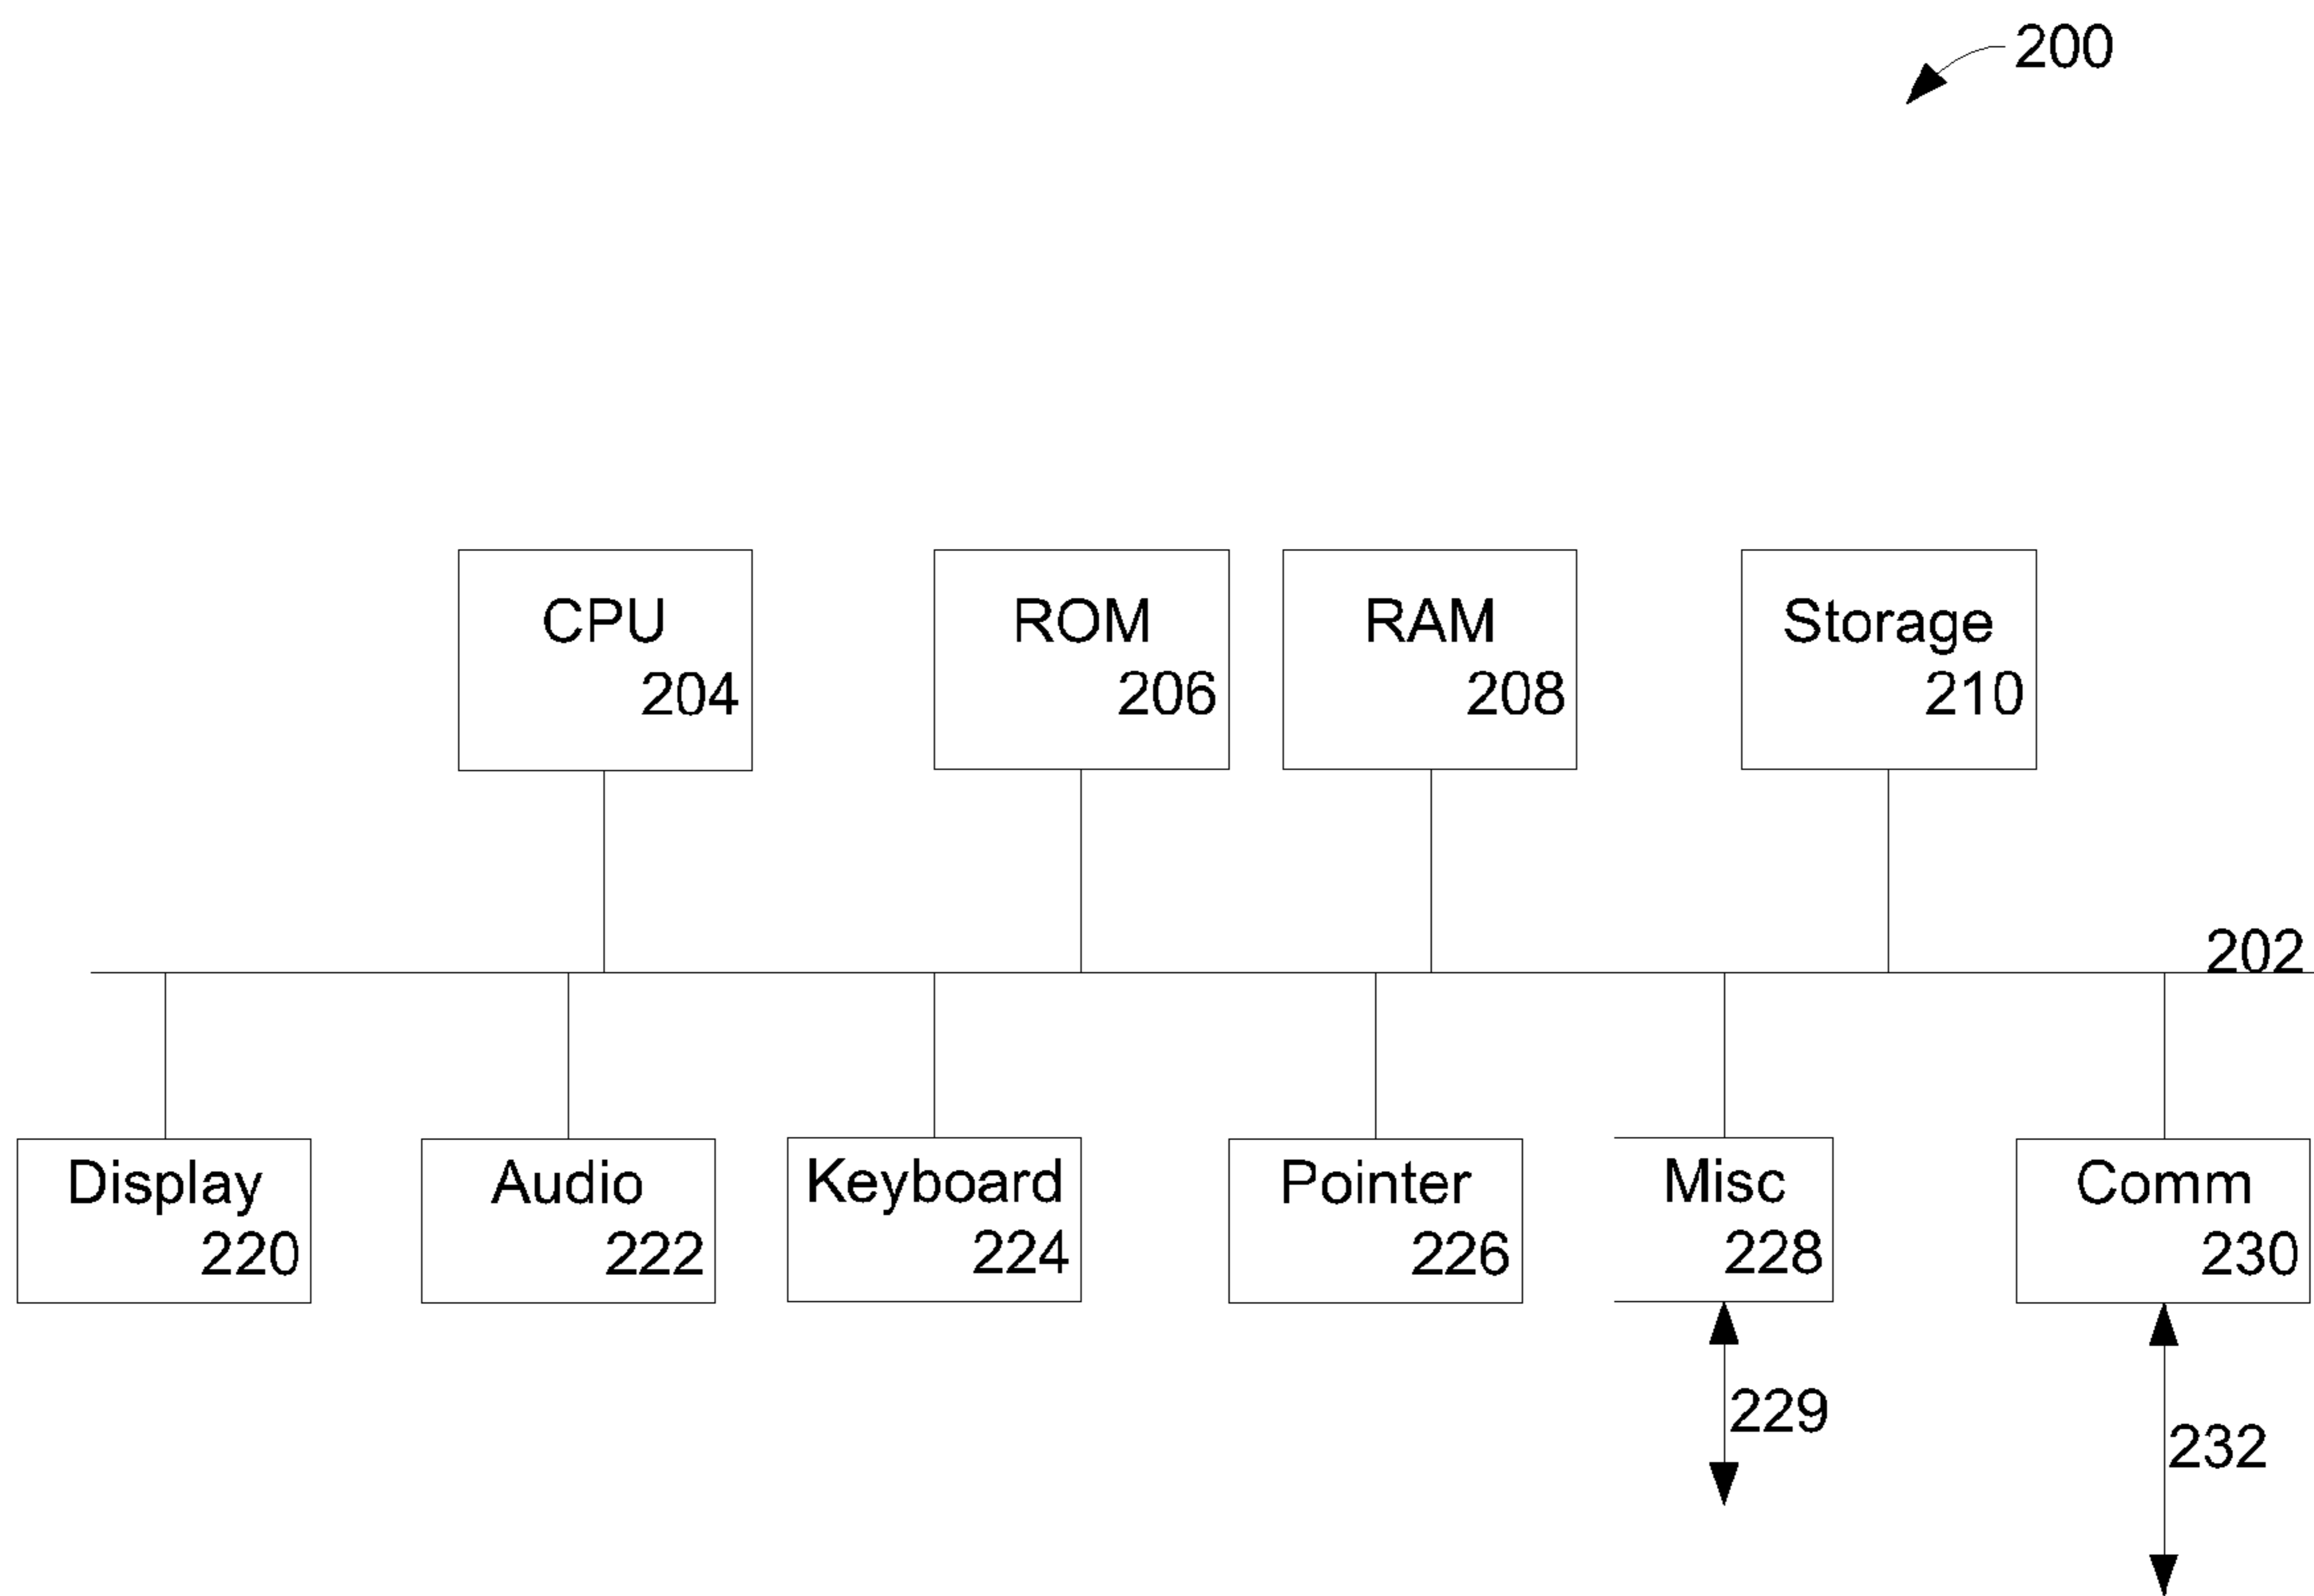 200
CPU
204
ROM
206
RAM
208
Storage
210
202
Display
220
Audio
222
Keyboard
224
Pointer
226
Misc
228
Comm
230
229
232